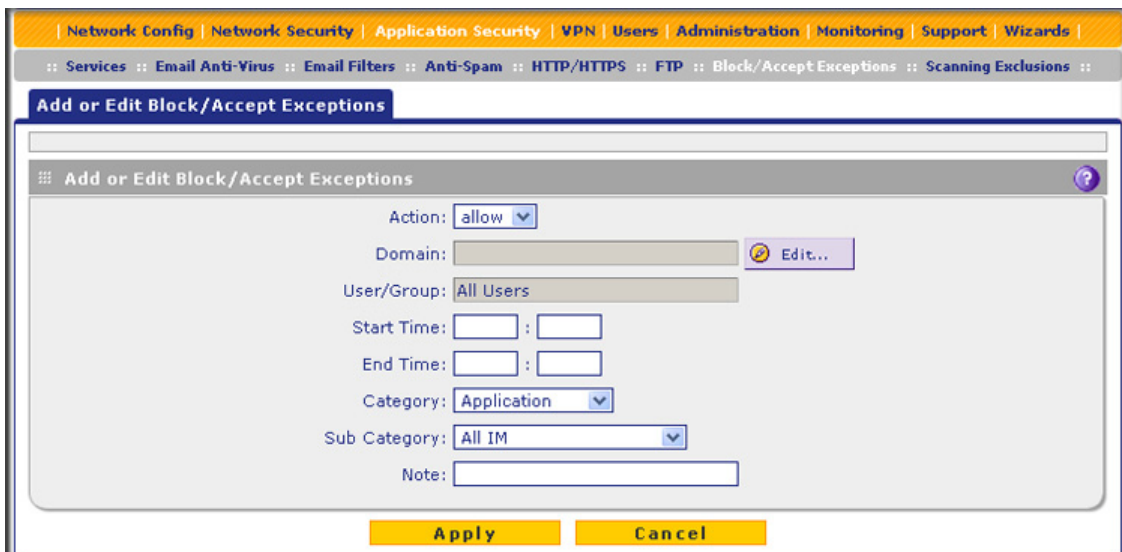 | Network Config | Network Security | Application Security | VPN | Users | Administration | Monitoring | Support | Wizards |
:: Services :: Email Anti-Virus :: Email Filters :: Anti-Spam :: HTTP/HTTPS :: FTP :: Block/Accept Exceptions :: Scanning Exclusions ::
Add or Edit Block/Accept Exceptions
Add or Edit Block/Accept Exceptions ?
Action: allow
Domain: Edit...
User/Group: All Users
Start Time: :
End Time: :
Category: Application
Sub Category: All IM
Note:
Apply Cancel